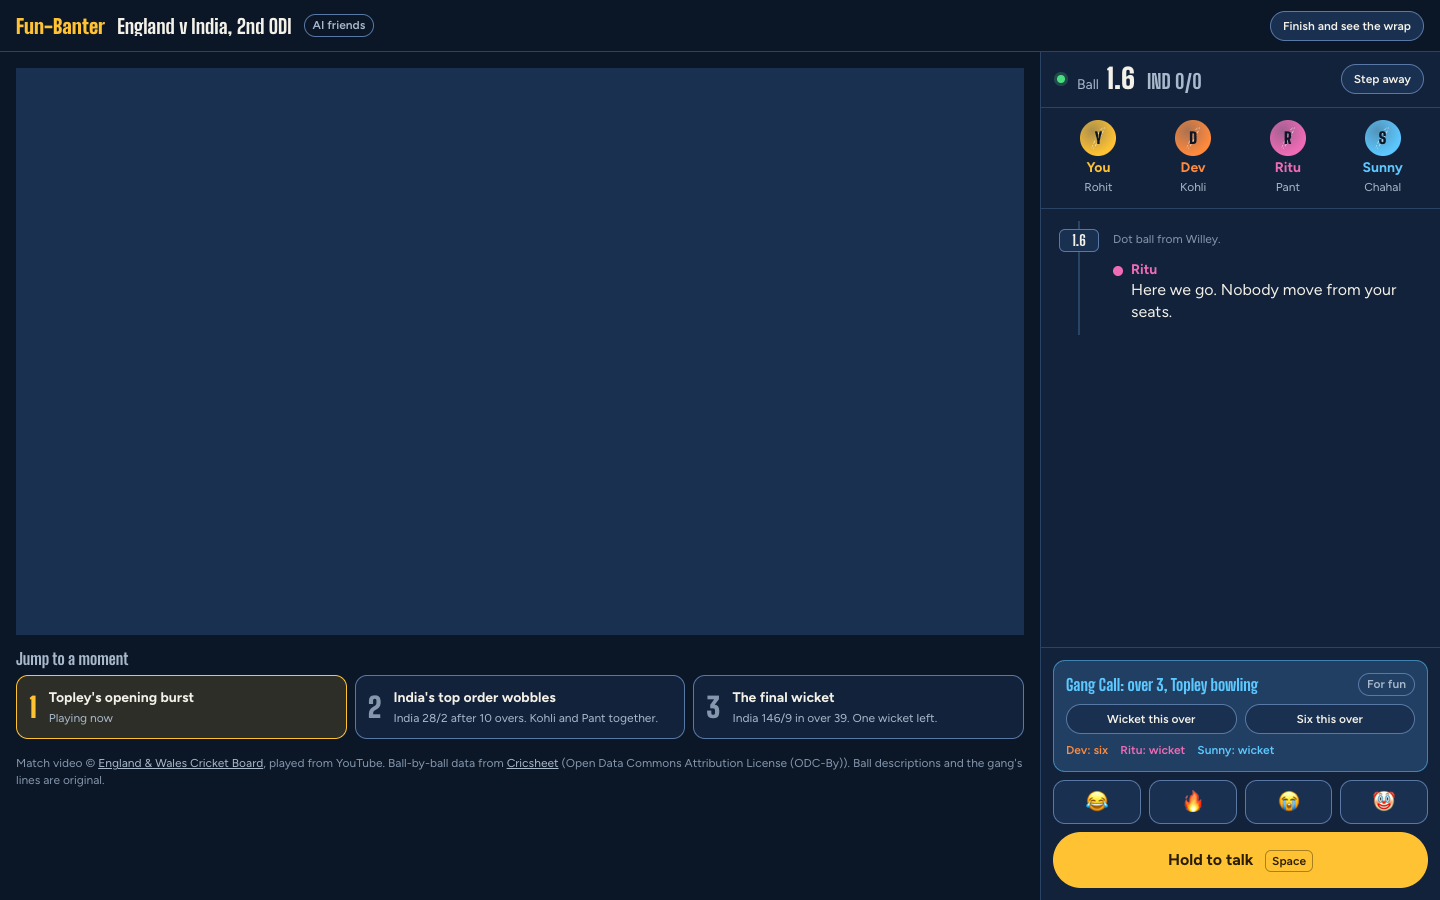 Fun-Banter England v India, 2nd ODI AI friends
Finish and see the wrap
Ball 1.6 IND 0/0
Step away
Y D R S
You Dev Ritu Sunny
Rohit Kohli Pant Chahal
1.6 Dot ball from Willey.
Ritu
Here we go. Nobody move from your
seats.
Jump to a moment
1 Topley's opening burst
Playing now
2 India's top order wobbles
India 28/2 after 10 overs. Kohli and Pant together.
3 The final wicket
India 146/9 in over 39. One wicket left.
Match video © England & Wales Cricket Board, played from YouTube. Ball-by-ball data from Cricsheet (Open Data Commons Attribution License (ODC-By)). Ball descriptions and the gang's
lines are original.
Gang Call: over 3, Topley bowling For fun
Wicket this over Six this over
Dev: six Ritu: wicket Sunny: wicket
Hold to talk Space